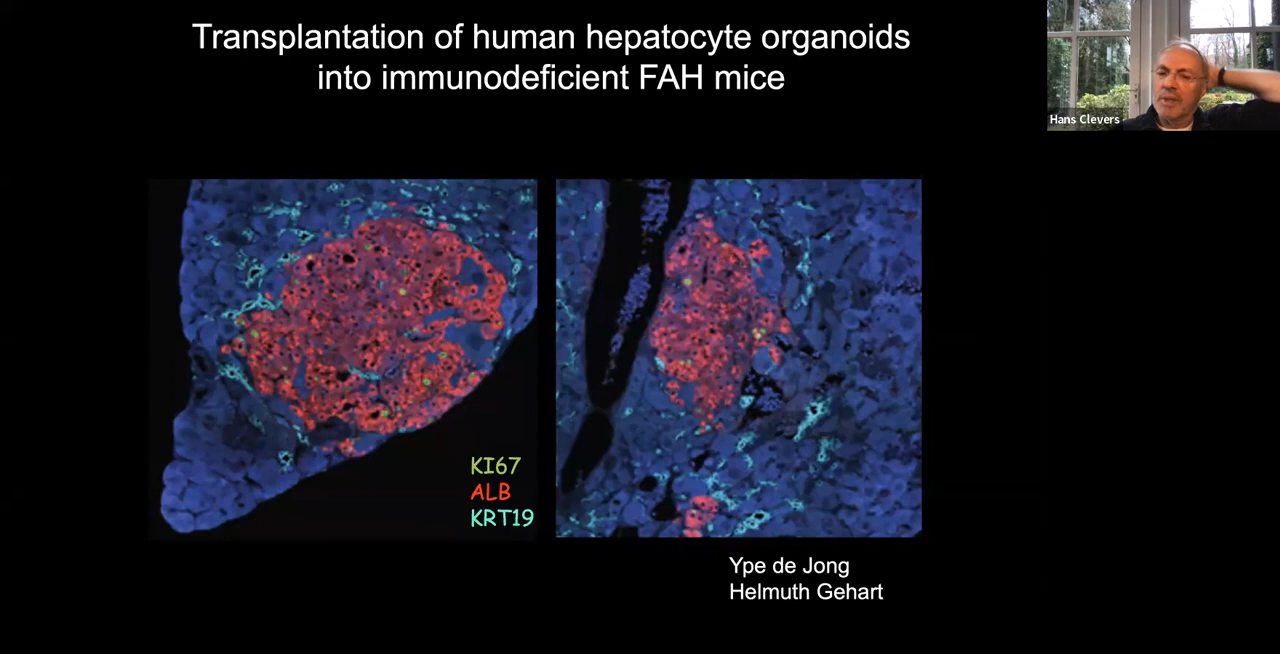 Transplantation of human hepatocyte organoids
into immunodeficient FAH mice
Hans Clevers
KI67
ALB
KRT19
Ype de Jong
Helmuth Gehart